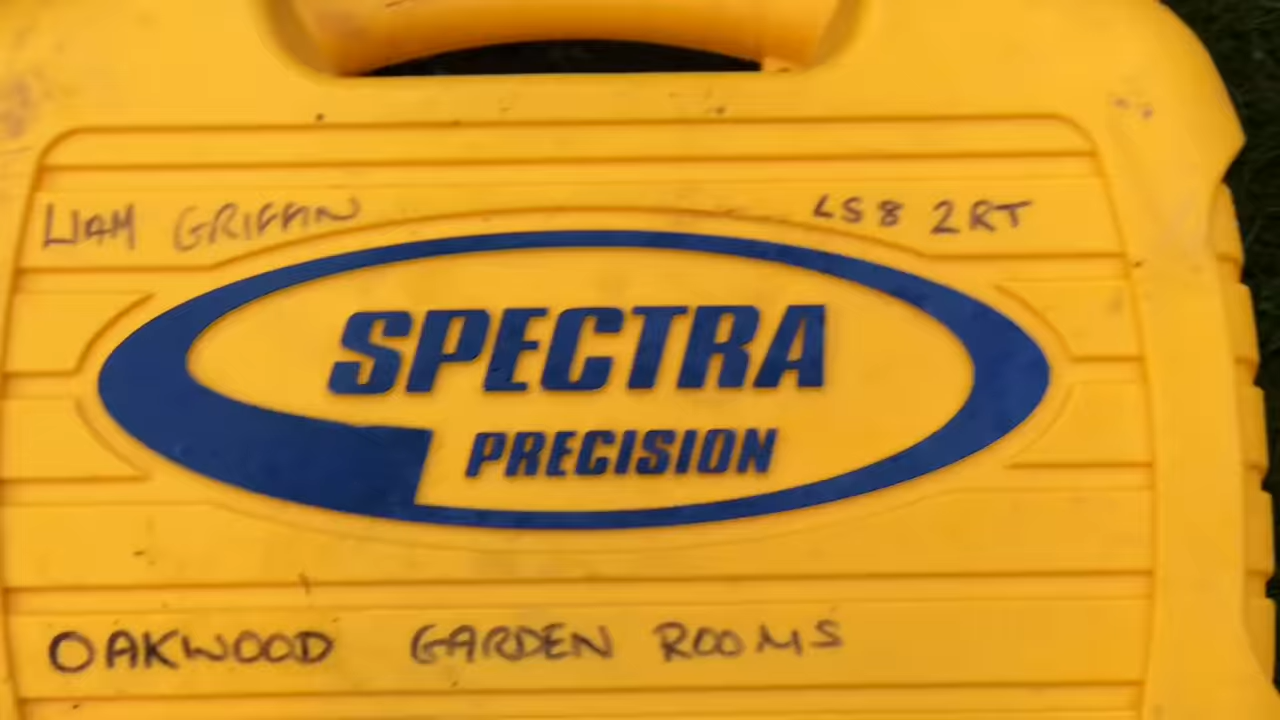 LIAM GRIFFIN LS8 2RT
SPECTRA
PRECISION
OAKWOOD GARDEN ROOMS